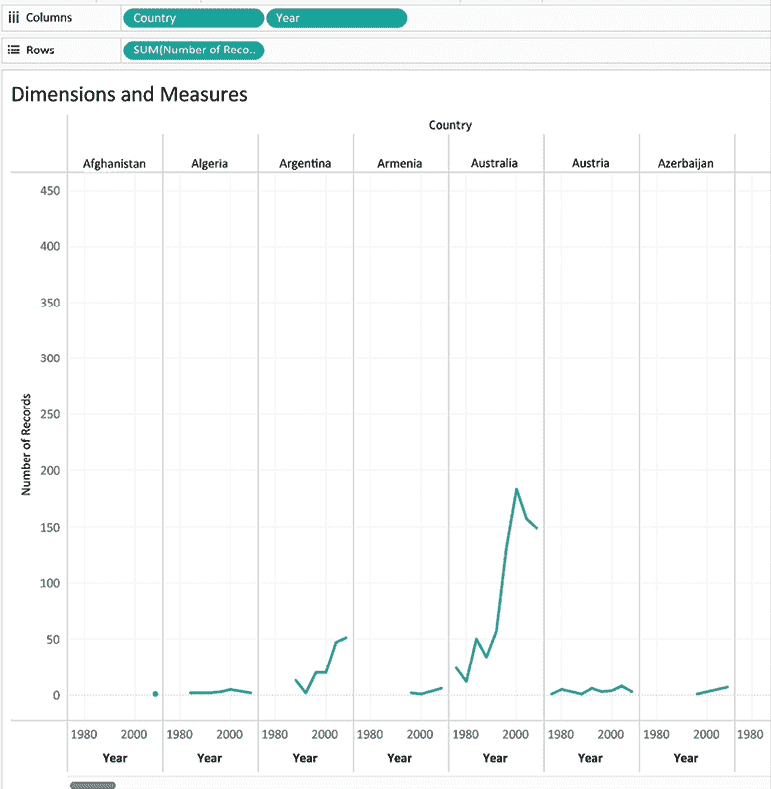 Columns Country Year
Rows SUM(Number of Reco..
Dimensions and Measures
Country
Afghanistan Algeria Argentina Armenia Australia Austria Azerbaijan
450
400
350
300
250
200
150
100
50
0
Number of Records
1980 2000 1980 2000 1980 2000 1980 2000 1980 2000 1980 2000 1980 2000 1980
Year Year Year Year Year Year Year